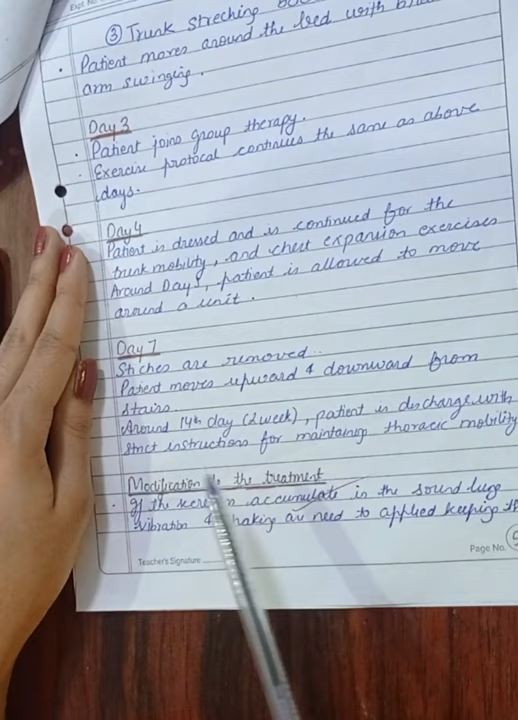 Expt. No.
③ Trunk streching
• Patient moves around the bed with
arm swinging.
Day 3
• Patient joins group therapy.
• Exercise protocal continues the same as above
days.
Day 4
Patient is dressed and is continued for the
trunk mobility, and chest expansion exercises
Around Day 5, patient is allowed to move
around a unit.
Day 7
Stiches are removed..
Patient moves upward & downward from
stairs.
Around 14th day (2 week), patient is discharge with
strict instructions for maintaning thoracic mobility
Modification the treatment
• If the accumulate in the sound lung
vibration & are need to applied keeping
Teacher's Signature
Page No. 5